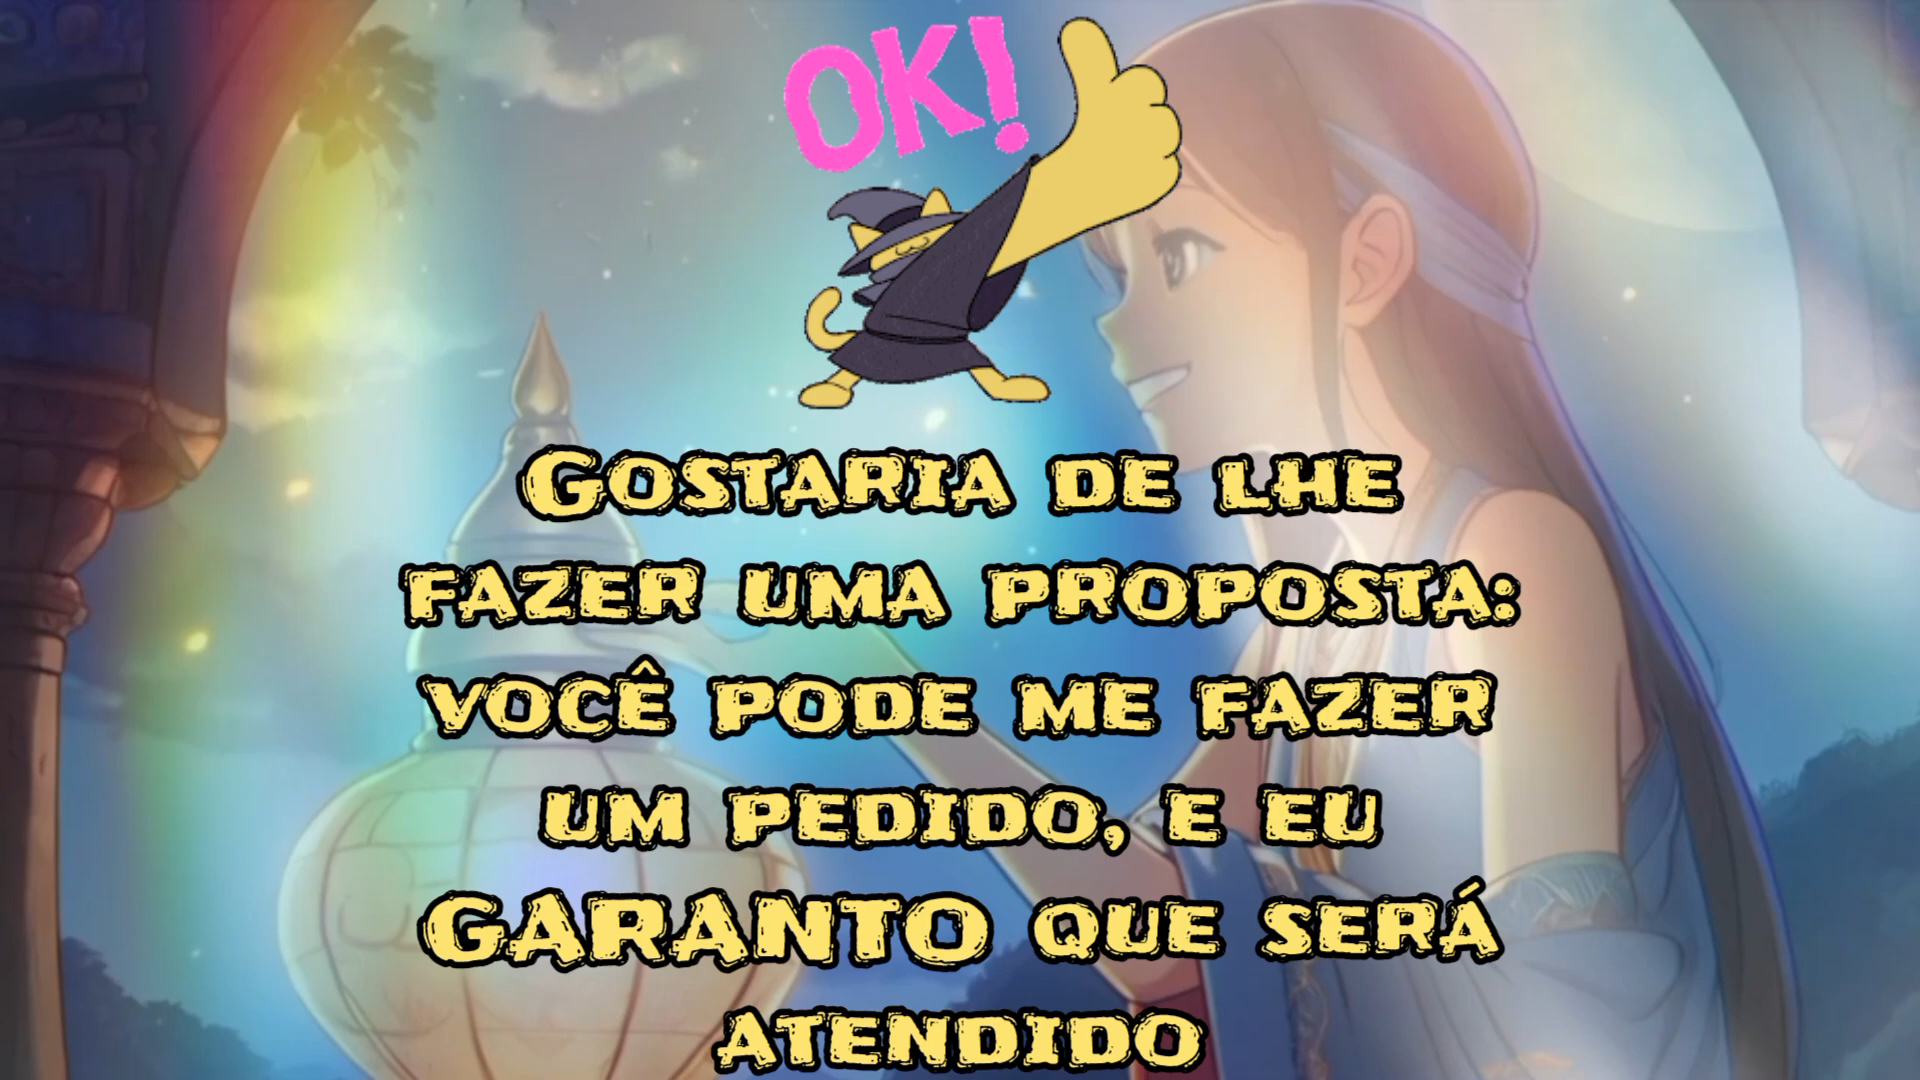 OK!
Gostaria de lhe
fazer uma proposta:
você pode me fazer
um pedido, e eu
GARANTO que será
atendido